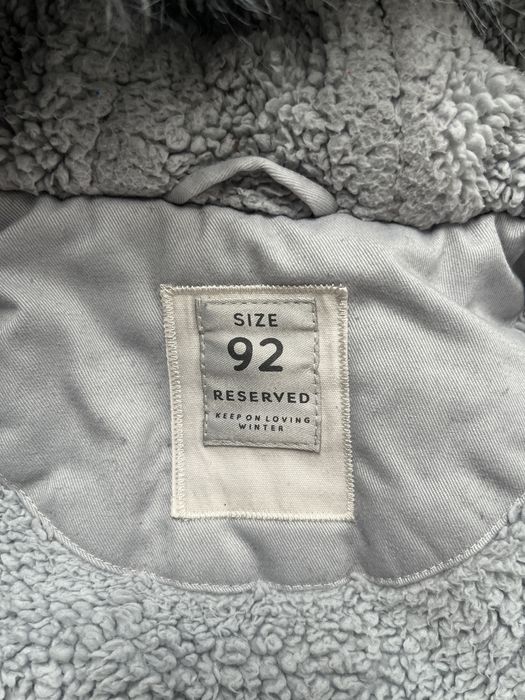 SIZE
92
RESERVED
KEEP ON LOVING
WINTER